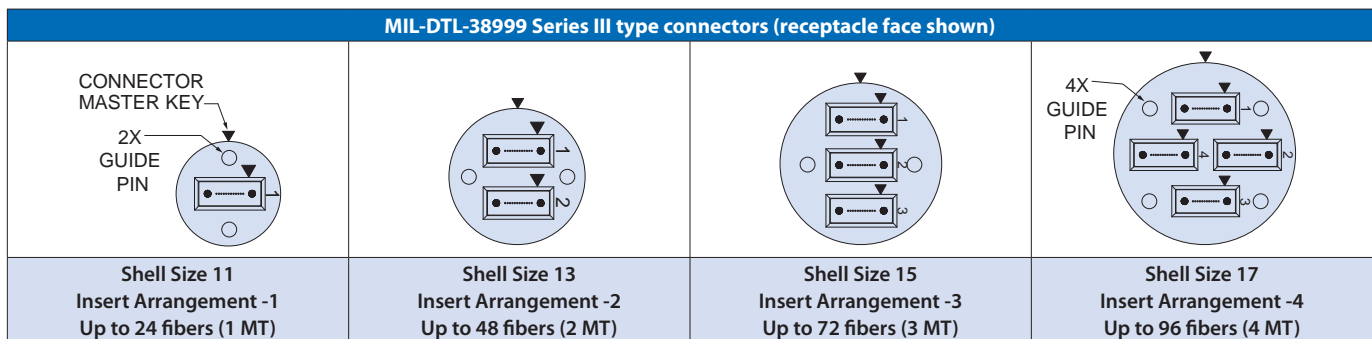 MIL-DTL-38999 Series III type connectors (receptacle face shown)
CONNECTOR
MASTER KEY
2X
GUIDE
PIN
1
Shell Size 11
Insert Arrangement -1
Up to 24 fibers (1 MT)
1
2
Shell Size 13
Insert Arrangement -2
Up to 48 fibers (2 MT)
1
2
3
Shell Size 15
Insert Arrangement -3
Up to 72 fibers (3 MT)
4X
GUIDE
PIN
1
4
2
3
Shell Size 17
Insert Arrangement -4
Up to 96 fibers (4 MT)